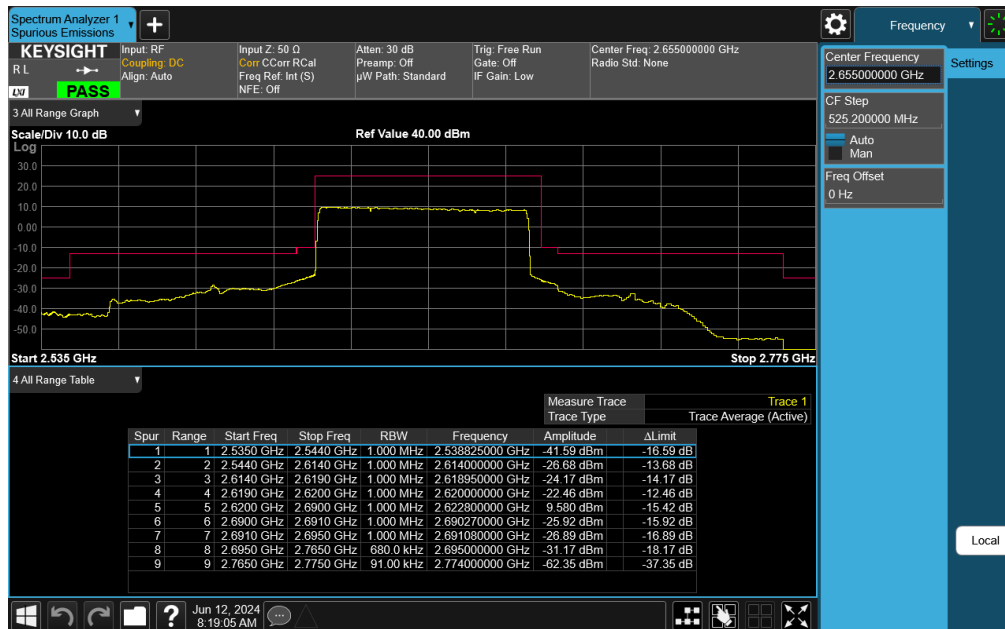 Spectrum Analyzer 1
Spurious Emissions
Frequency
KEYSIGHT
R L
LXI
PASS
Input: RF
Coupling: DC
Align: Auto
Input Z: 50 Ω
Corr CCorr RCal
Freq Ref: Int (S)
NFE: Off
Atten: 30 dB
Preamp: Off
µW Path: Standard
Trig: Free Run
Gate: Off
IF Gain: Low
Center Freq: 2.655000000 GHz
Radio Std: None
Center Frequency
2.655000000 GHz
Settings
CF Step
525.200000 MHz
Auto
Man
Freq Offset
0 Hz
3 All Range Graph
Scale/Div 10.0 dB
Ref Value 40.00 dBm
Log
30.0
20.0
10.0
0.00
-10.0
-20.0
-30.0
-40.0
-50.0
Start 2.535 GHz
Stop 2.775 GHz
4 All Range Table
Measure Trace Trace 1
Trace Type Trace Average (Active)
Spur Range Start Freq Stop Freq RBW Frequency Amplitude ΔLimit
1 1 2.5350 GHz 2.5440 GHz 1.000 MHz 2.538825000 GHz -41.59 dBm -16.59 dB
2 2 2.5440 GHz 2.6140 GHz 1.000 MHz 2.614000000 GHz -26.68 dBm -13.68 dB
3 3 2.6140 GHz 2.6190 GHz 1.000 MHz 2.618950000 GHz -24.17 dBm -14.17 dB
4 4 2.6190 GHz 2.6200 GHz 1.000 MHz 2.620000000 GHz -22.46 dBm -12.46 dB
5 5 2.6200 GHz 2.6900 GHz 1.000 MHz 2.622800000 GHz 9.580 dBm -15.42 dB
6 6 2.6900 GHz 2.6910 GHz 1.000 MHz 2.690270000 GHz -25.92 dBm -15.92 dB
7 7 2.6910 GHz 2.6950 GHz 1.000 MHz 2.691080000 GHz -26.89 dBm -16.89 dB
8 8 2.6950 GHz 2.7650 GHz 680.0 kHz 2.695000000 GHz -31.17 dBm -18.17 dB
9 9 2.7650 GHz 2.7750 GHz 91.00 kHz 2.774000000 GHz -62.35 dBm -37.35 dB
Local
?
Jun 12, 2024
8:19:05 AM